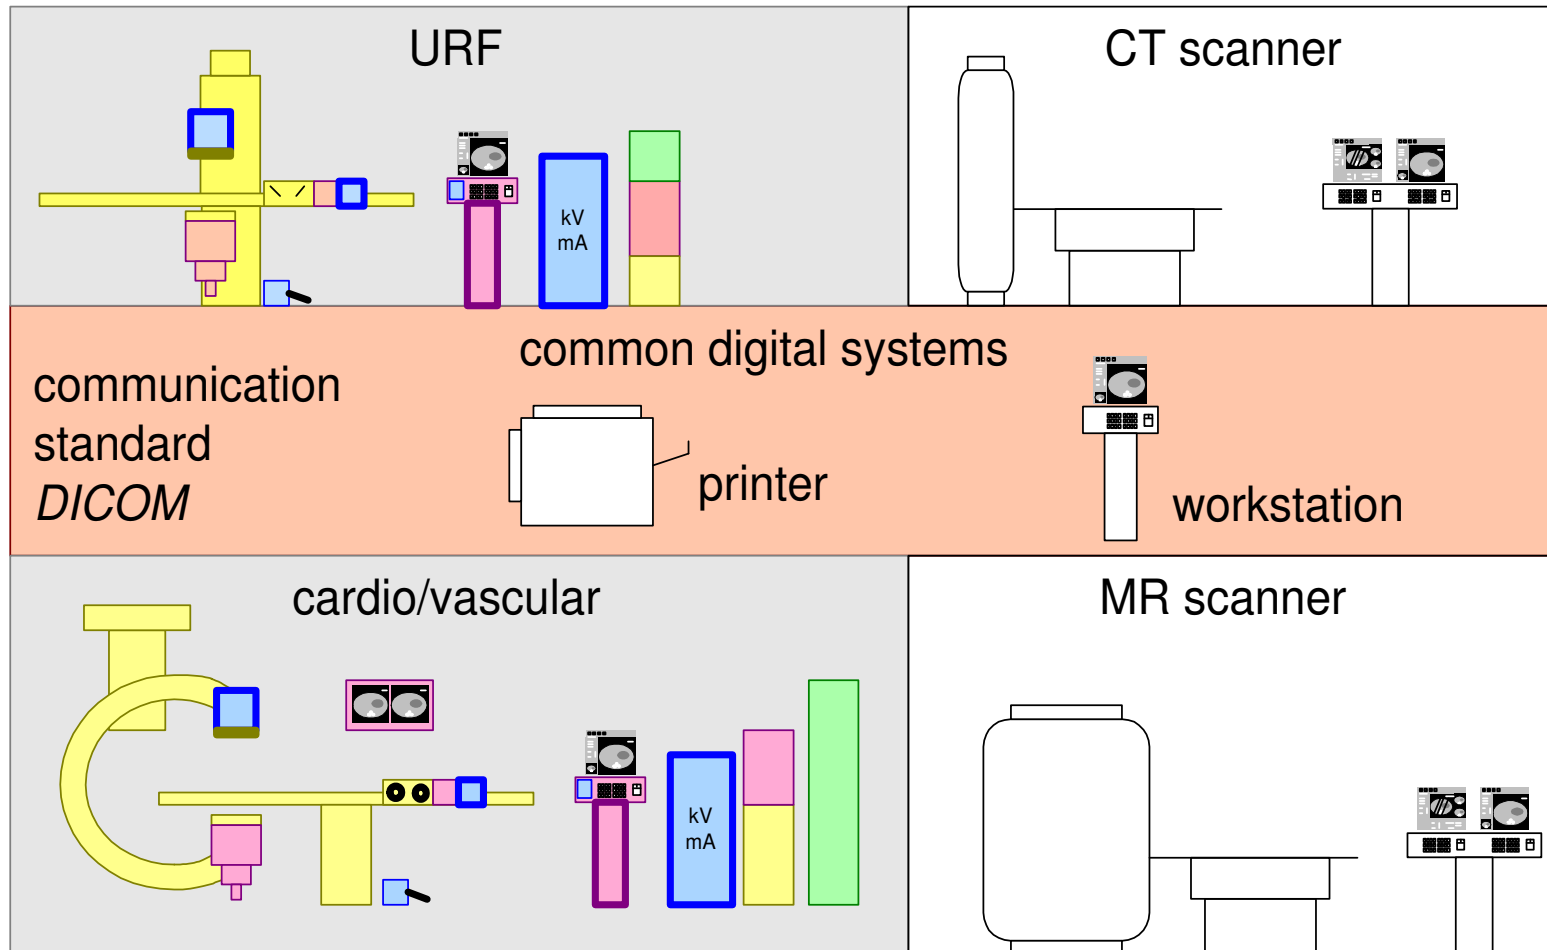 URF
CT scanner
kV
mA
common digital systems
communication
standard
DICOM
printer
workstation
cardio/vascular
MR scanner
kV
mA